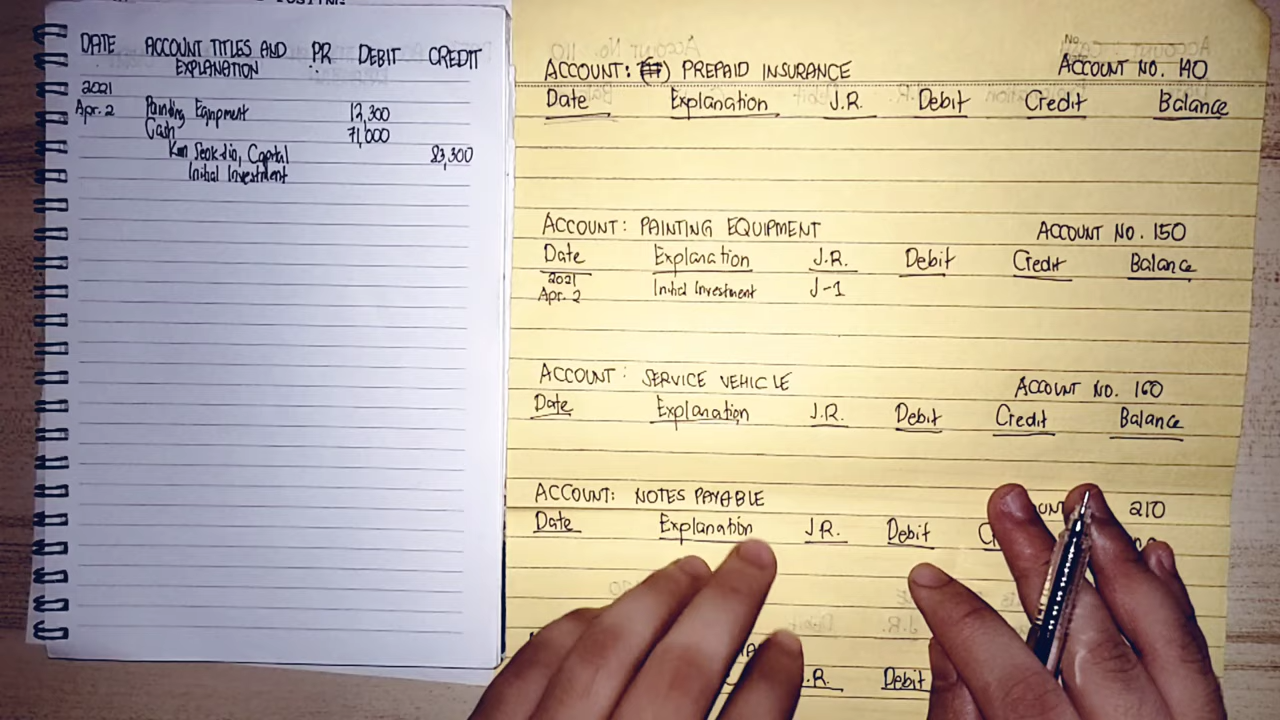 DATE ACCOUNT TITLES AND PR DEBIT CREDIT
EXPLANATION
2021
Apr. 2 Painting Equipment 12,300
Cash 71,000
Kim Seok-Jin, Capital 83,300
Initial Investment
ACCOUNT: PREPAID INSURANCE ACCOUNT NO. 140
Date Explanation J.R. Debit Credit Balance
ACCOUNT: PAINTING EQUIPMENT ACCOUNT NO. 150
Date Explanation J.R. Debit Credit Balance
2021
Apr. 2 Initial Investment J-1
ACCOUNT: SERVICE VEHICLE ACCOUNT NO. 160
Date Explanation J.R. Debit Credit Balance
ACCOUNT: NOTES PAYABLE 210
Date Explanation J.R. Debit
Debit